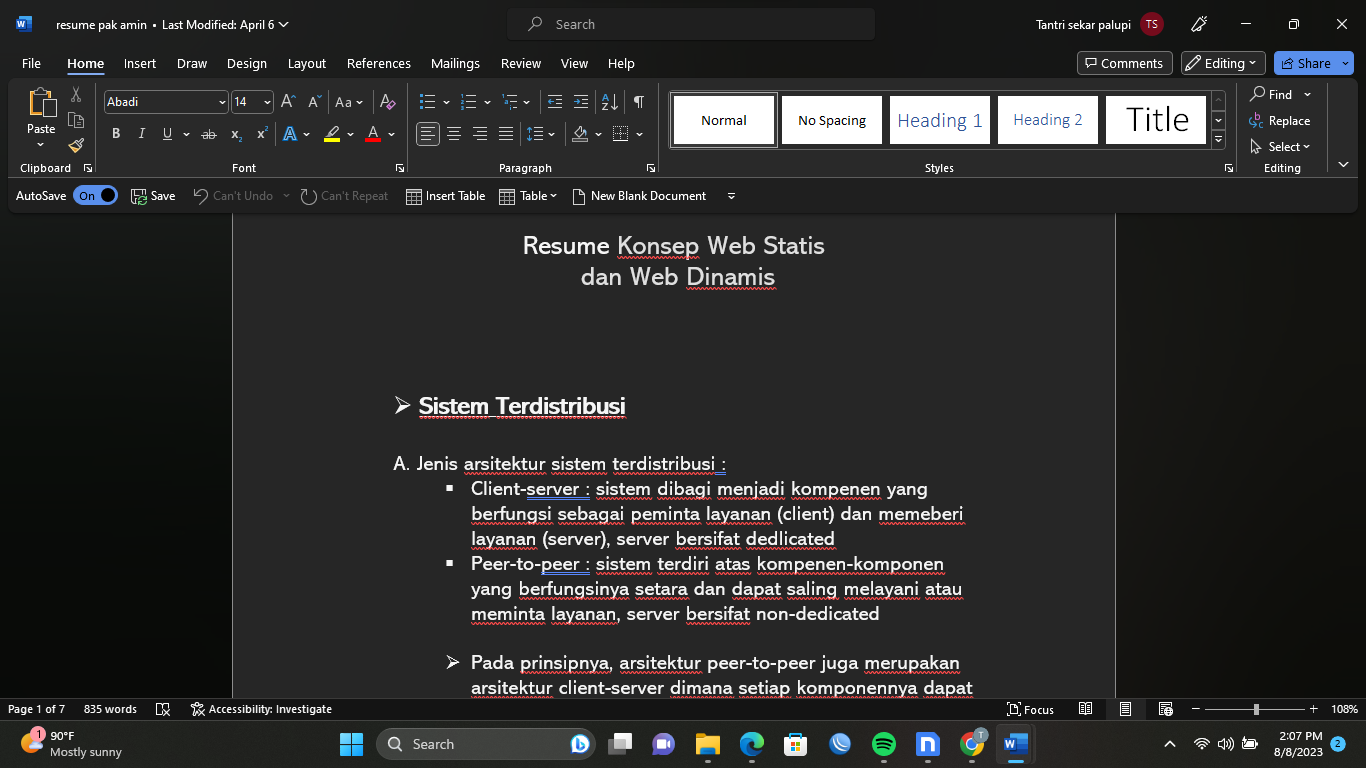 resume pak amin • Last Modified: April 6
Search
Tantri sekar palupi
TS
File Home Insert Draw Design Layout References Mailings Review View Help
Comments
Editing
Share
Paste
Clipboard
Abadi
14
Aa
B I U ab x₂ x² A A
Font
Paragraph
Normal
No Spacing
Heading 1
Heading 2
Title
Styles
Find
Replace
Select
Editing
AutoSave On Save Can't Undo Can't Repeat Insert Table Table New Blank Document
Resume Konsep Web Statis
dan Web Dinamis
Sistem Terdistribusi
A. Jenis arsitektur sistem terdistribusi :
Client-server : sistem dibagi menjadi kompenen yang
berfungsi sebagai peminta layanan (client) dan memeberi
layanan (server), server bersifat dedlicated
Peer-to-peer : sistem terdiri atas kompenen-komponen
yang berfungsinya setara dan dapat saling melayani atau
meminta layanan, server bersifat non-dedicated
Pada prinsipnya, arsitektur peer-to-peer juga merupakan
arsitektur client-server dimana setiap komponennya dapat
Page 1 of 7 835 words Accessibility: Investigate
Focus
108%
1
90°F
Mostly sunny
Search
T
2:07 PM
8/8/2023
2